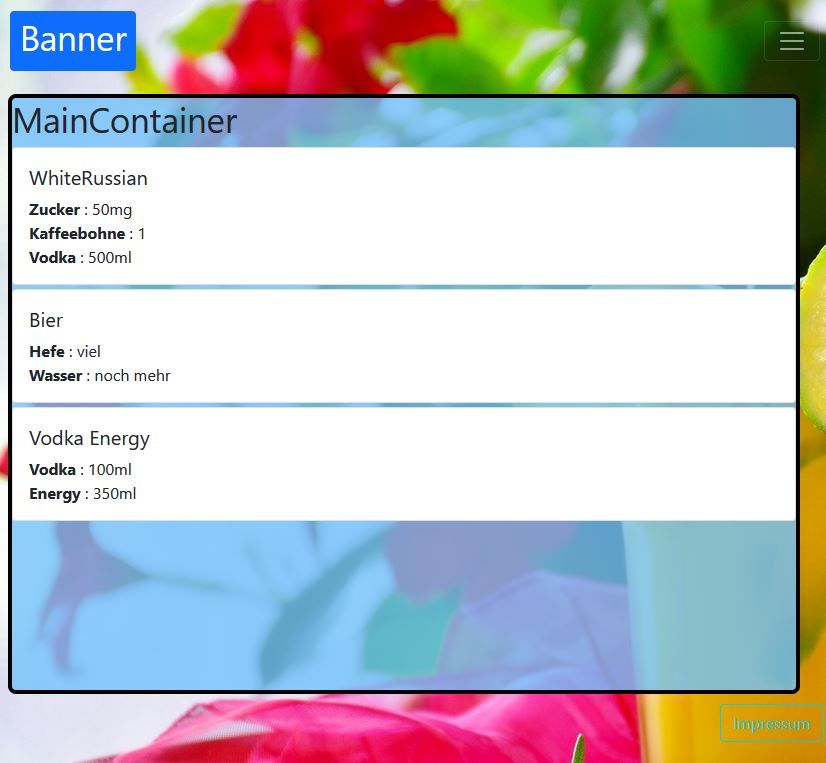 Banner
MainContainer
WhiteRussian
Zucker : 50mg
Kaffeebohne : 1
Vodka : 500ml
Bier
Hefe : viel
Wasser : noch mehr
Vodka Energy
Vodka : 100ml
Energy : 350ml
Impressum